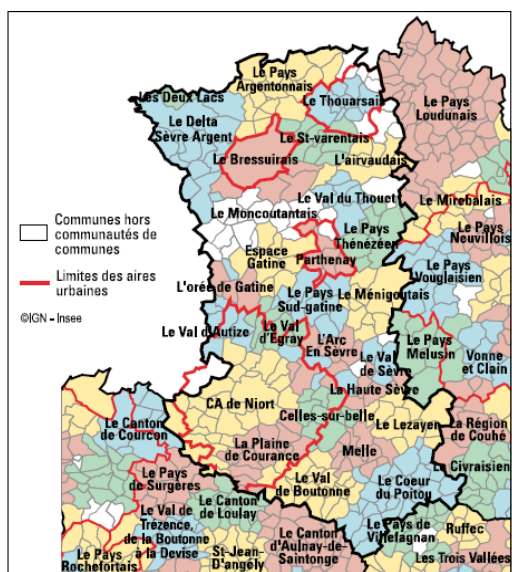 Le Pays
Argentonnais
Les Deux Lacs
Le Thouarsais
Le Pays
Loudunais
Le Delta
Sèvre Argent
Le St-varentais
Le Bressuirais
L'airvaudais
Le Val du Thouet
Le Mirebalais
Le Moncoutantais
Le Pays
Neuvillois
Le Pays
Thénézéen
Communes hors
communautés de
communes
Espace
Gatine
Parthenay
Le Pays
Vouglaisien
Limites des aires
urbaines
L'orée de Gatine
Le Pays
Sud-gatine
Le Ménigoutais
©IGN - Insee
Le Val d'Autize
Le Val
d'Egray
L'Arc
En Sèvre
Le Pays
Melusin
Le Val
de Sèvre
Vonne
et Clain
La Haute Sèvre
CA de Niort
Celles-sur-belle
Le Lezayen
La Région
de Couhé
Le Canton
de Courcon
La Plaine
de Courance
Melle
Civraisien
Le Pays
de Surgères
Le Val
de Boutonne
Le Coeur
du Poitou
Le Canton
de Loulay
Le Val de
Trézence,
de la Boutonne
à la Devise
Le Pays de
Villefagnan
Ruffec
Le Canton
d'Aulnay-de-
Saintonge
Le Pays
Rochefortais
St-Jean-
D'angély
Les Trois Vallées